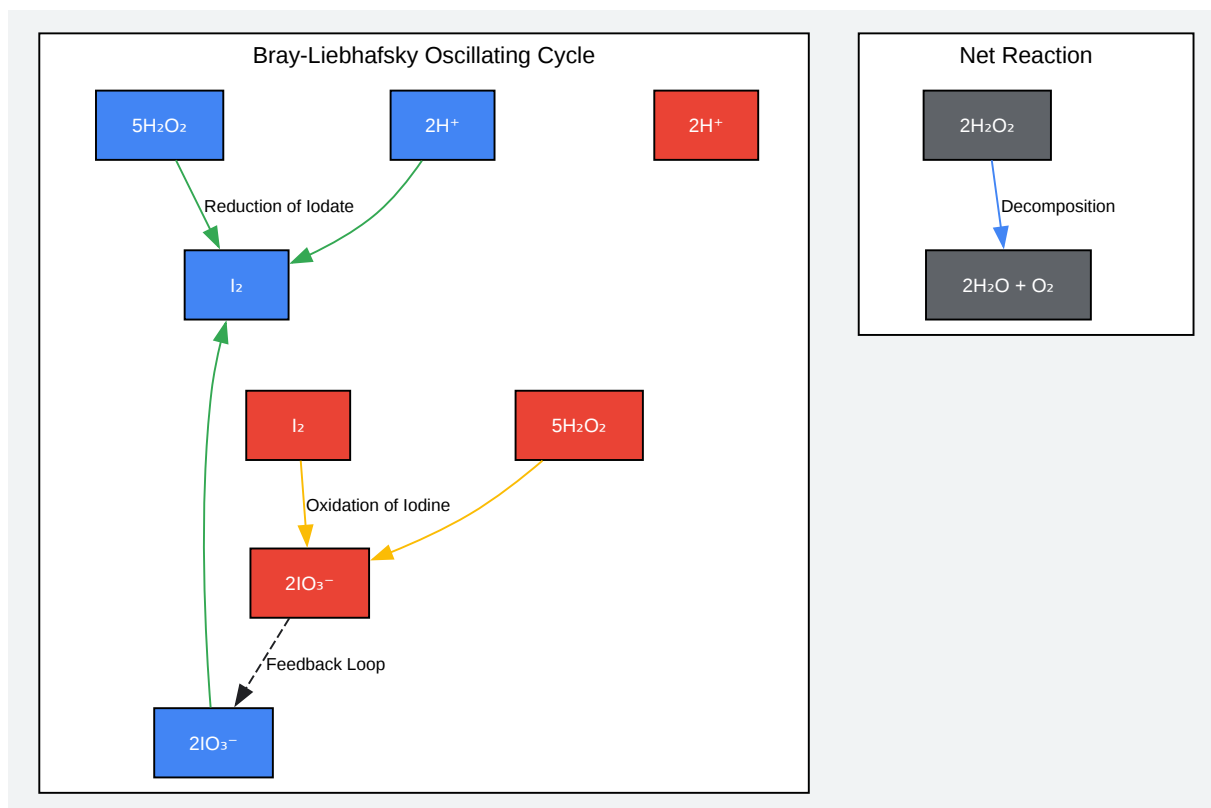 Bray-Liebhafsky Oscillating Cycle
5H₂O₂
2H⁺
2H⁺
Reduction of Iodate
I₂
I₂
5H₂O₂
Oxidation of Iodine
2IO₃⁻
Feedback Loop
2IO₃⁻
Net Reaction
2H₂O₂
Decomposition
2H₂O + O₂